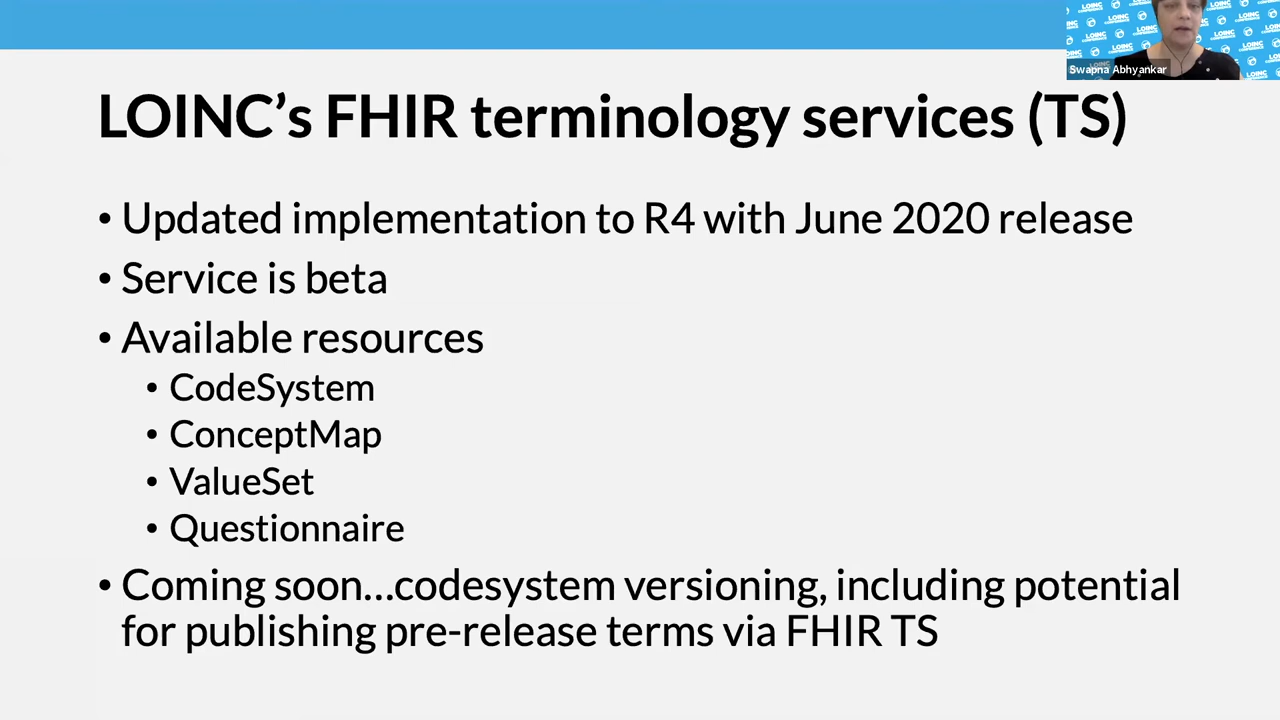 LOINC
Swapna Abhyankar
LOINC's FHIR terminology services (TS)
• Updated implementation to R4 with June 2020 release
• Service is beta
• Available resources
• CodeSystem
• ConceptMap
• ValueSet
• Questionnaire
• Coming soon...codesystem versioning, including potential
for publishing pre-release terms via FHIR TS